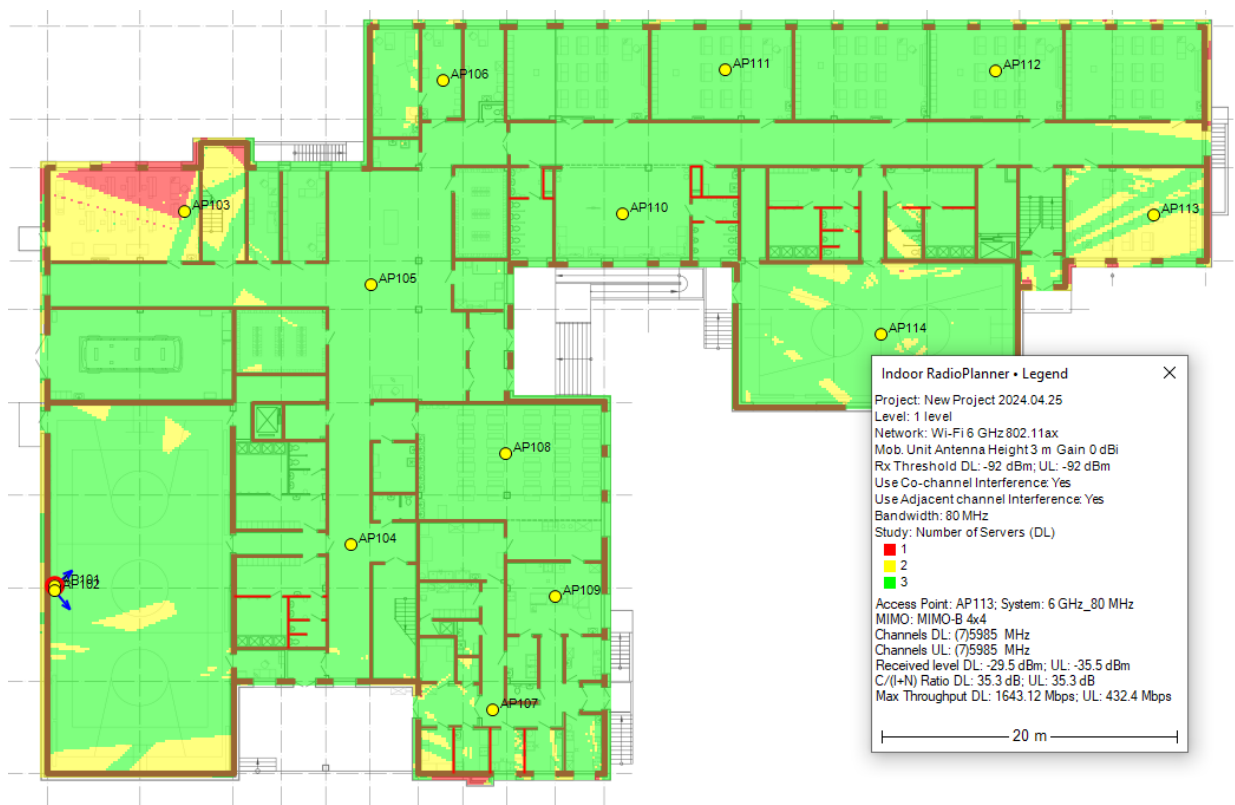 AP106
AP111
AP112
AP103
AP110
AP113
AP105
AP114
Indoor RadioPlanner • Legend
Project: New Project 2024.04.25
Level: 1 level
Network: Wi-Fi 6 GHz 802.11ax
Mob. Unit Antenna Height 3 m Gain 0 dBi
Rx Threshold DL: -92 dBm; UL: -92 dBm
Use Co-channel Interference: Yes
Use Adjacent channel Interference: Yes
Bandwidth: 80 MHz
Study: Number of Servers (DL)
1
2
3
Access Point: AP113; System: 6 GHz_80 MHz
MIMO: MIMO-B 4x4
Channels DL: (7)5985 MHz
Channels UL: (7)5985 MHz
Received level DL: -29.5 dBm; UL: -35.5 dBm
C/(I+N) Ratio DL: 35.3 dB; UL: 35.3 dB
Max Throughput DL: 1643.12 Mbps; UL: 432.4 Mbps
20 m
AP108
AP104
AP101
AP102
AP109
AP107